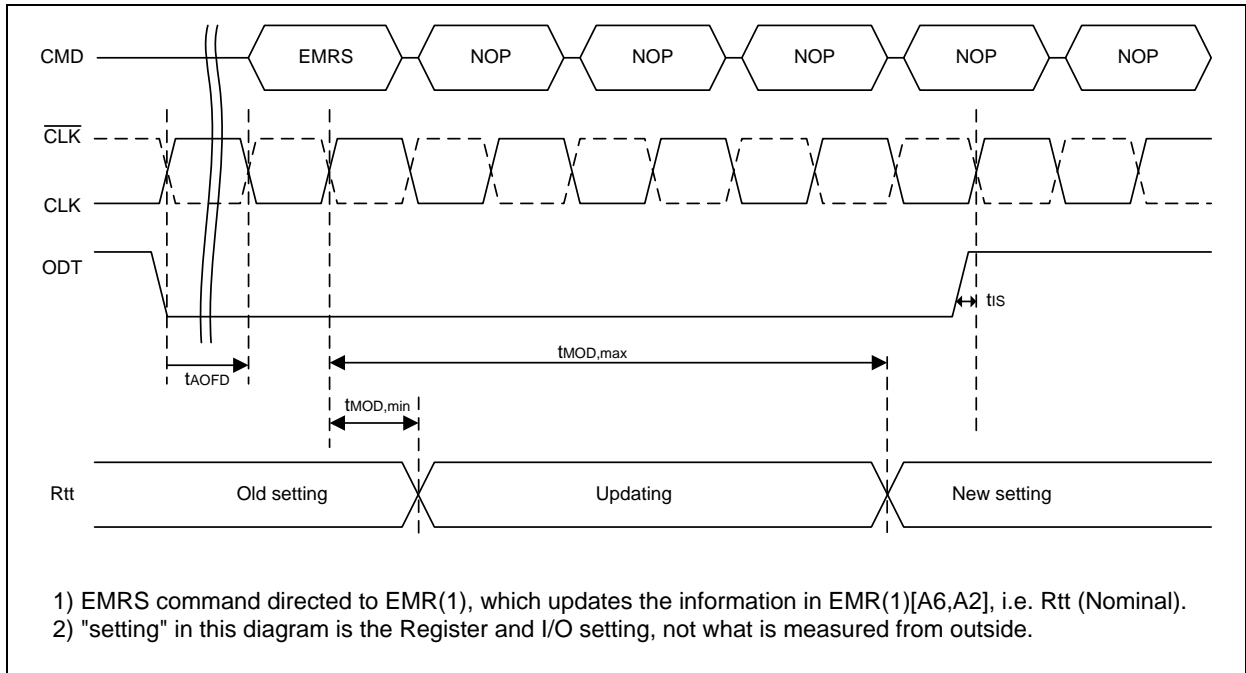 CMD EMRS NOP NOP NOP NOP NOP
CLK
CLK
ODT
tIS
tMOD,max
tAOFD
tMOD,min
Rtt Old setting Updating New setting
1) EMRS command directed to EMR(1), which updates the information in EMR(1)[A6,A2], i.e. Rtt (Nominal).
2) "setting" in this diagram is the Register and I/O setting, not what is measured from outside.